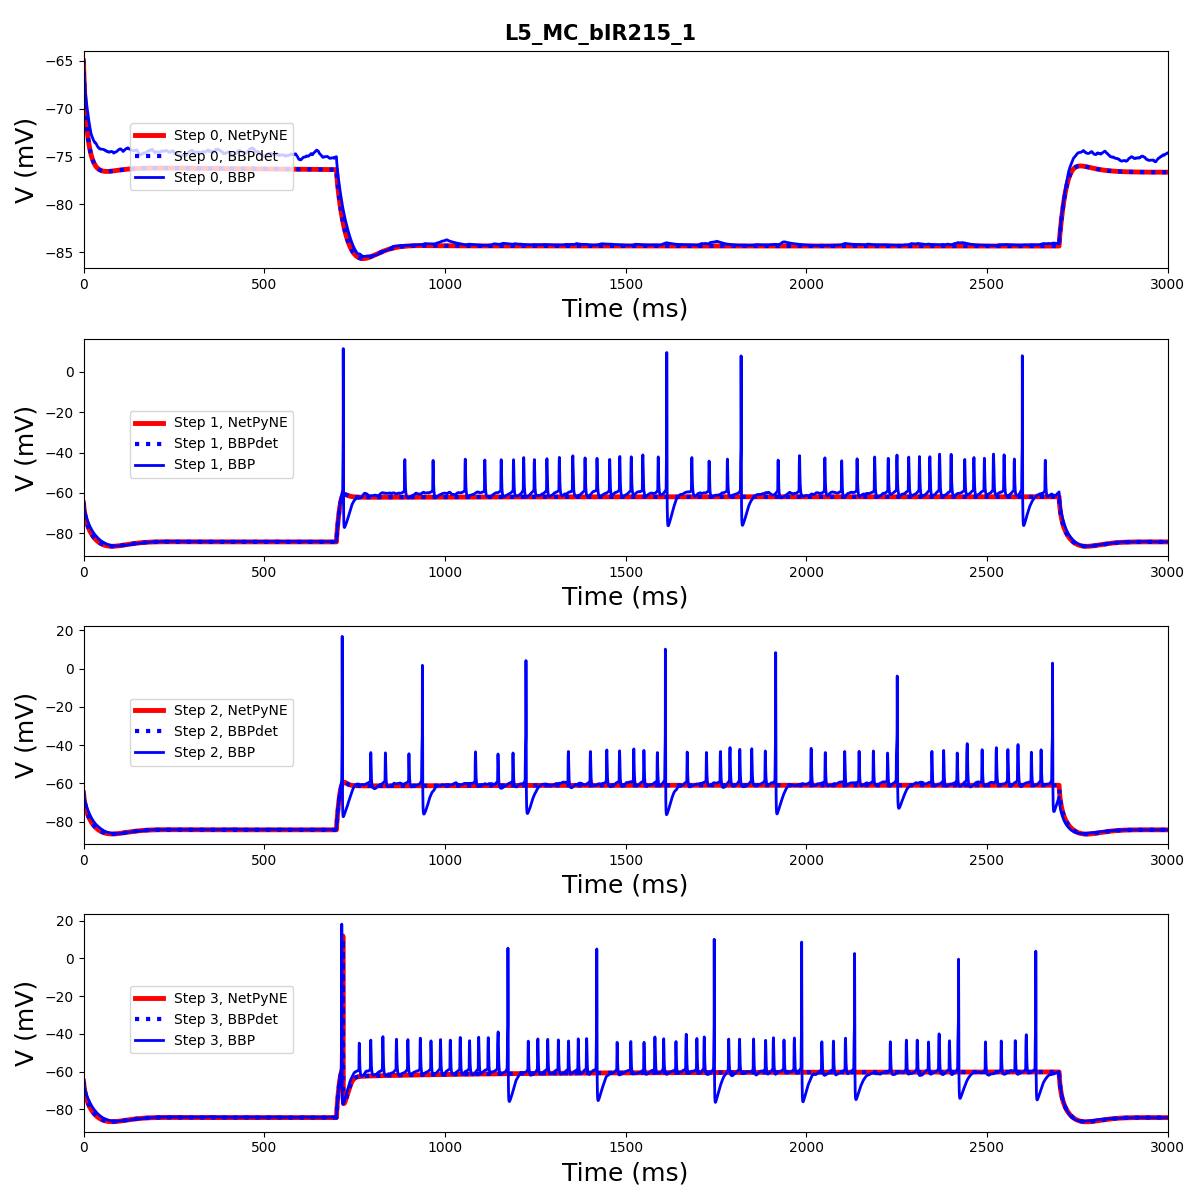 L5_MC_bIR215_1
−65
−70
−75
−80
−85
V (mV)
Step 0, NetPyNE
Step 0, BBPdet
Step 0, BBP
0 500 1000 1500 2000 2500 3000
Time (ms)
0
−20
−40
−60
−80
V (mV)
Step 1, NetPyNE
Step 1, BBPdet
Step 1, BBP
0 500 1000 1500 2000 2500 3000
Time (ms)
20
0
−20
−40
−60
−80
V (mV)
Step 2, NetPyNE
Step 2, BBPdet
Step 2, BBP
0 500 1000 1500 2000 2500 3000
Time (ms)
20
0
−20
−40
−60
−80
V (mV)
Step 3, NetPyNE
Step 3, BBPdet
Step 3, BBP
0 500 1000 1500 2000 2500 3000
Time (ms)